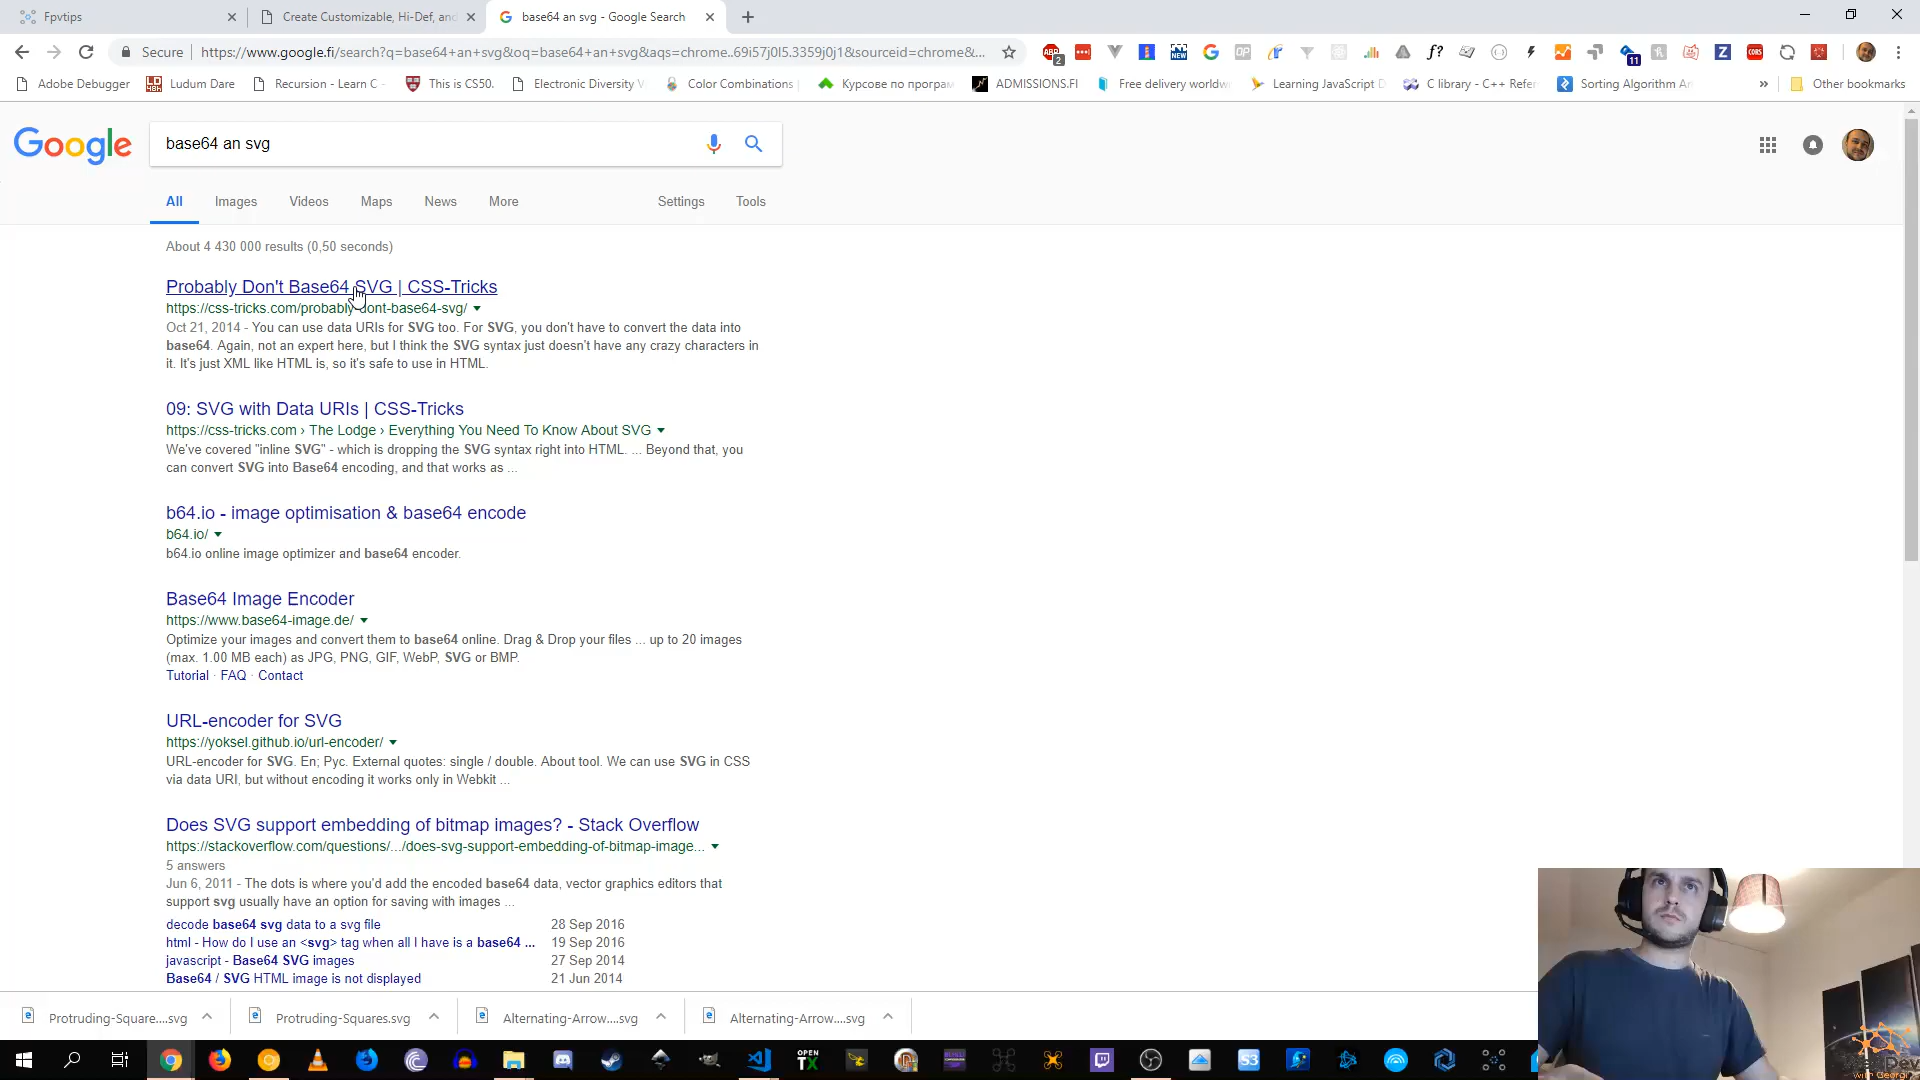 Fpvtips
Create Customizable, Hi-Def, and
base64 an svg - Google Search
Secure
https://www.google.fi/search?q=base64+an+svg&oq=base64+an+svg&aqs=chrome..69i57j0l5.3359j0j1&sourceid=chrome&...
2
OP
f?
NEW
11
Z
CORS
Adobe Debugger
Ludum Dare
Recursion - Learn C -
This is CS50.
Electronic Diversity V
Color Combinations
Курсове по програм
ADMISSIONS.FI
Free delivery worldw
Learning JavaScript D
C library - C++ Refer
Sorting Algorithm An
»
Other bookmarks
Google
base64 an svg
All
Images
Videos
Maps
News
More
Settings
Tools
About 4 430 000 results (0,50 seconds)
Probably Don't Base64 SVG | CSS-Tricks
https://css-tricks.com/probably-dont-base64-svg/
Oct 21, 2014 - You can use data URIs for SVG too. For SVG, you don't have to convert the data into
base64. Again, not an expert here, but I think the SVG syntax just doesn't have any crazy characters in
it. It's just XML like HTML is, so it's safe to use in HTML.
09: SVG with Data URIs | CSS-Tricks
https://css-tricks.com › The Lodge › Everything You Need To Know About SVG
We've covered "inline SVG" - which is dropping the SVG syntax right into HTML. ... Beyond that, you
can convert SVG into Base64 encoding, and that works as ...
b64.io - image optimisation & base64 encode
b64.io/
b64.io online image optimizer and base64 encoder.
Base64 Image Encoder
https://www.base64-image.de/
Optimize your images and convert them to base64 online. Drag & Drop your files ... up to 20 images
(max. 1.00 MB each) as JPG, PNG, GIF, WebP, SVG or BMP.
Tutorial · FAQ · Contact
URL-encoder for SVG
https://yoksel.github.io/url-encoder/
URL-encoder for SVG. En; Рус. External quotes: single / double. About tool. We can use SVG in CSS
via data URI, but without encoding it works only in Webkit ...
Does SVG support embedding of bitmap images? - Stack Overflow
https://stackoverflow.com/questions/.../does-svg-support-embedding-of-bitmap-image...
5 answers
Jun 6, 2011 - The dots is where you'd add the encoded base64 data, vector graphics editors that
support svg usually have an option for saving with images ...
decode base64 svg data to a svg file 28 Sep 2016
html - How do I use an <svg> tag when all I have is a base64 ... 19 Sep 2016
javascript - Base64 SVG images 27 Sep 2014
Base64 / SVG HTML image is not displayed 21 Jun 2014
Protruding-Square....svg
Protruding-Squares.svg
Alternating-Arrow....svg
Alternating-Arrow....svg
OPEN
TX
S3
Dev
with Georgi